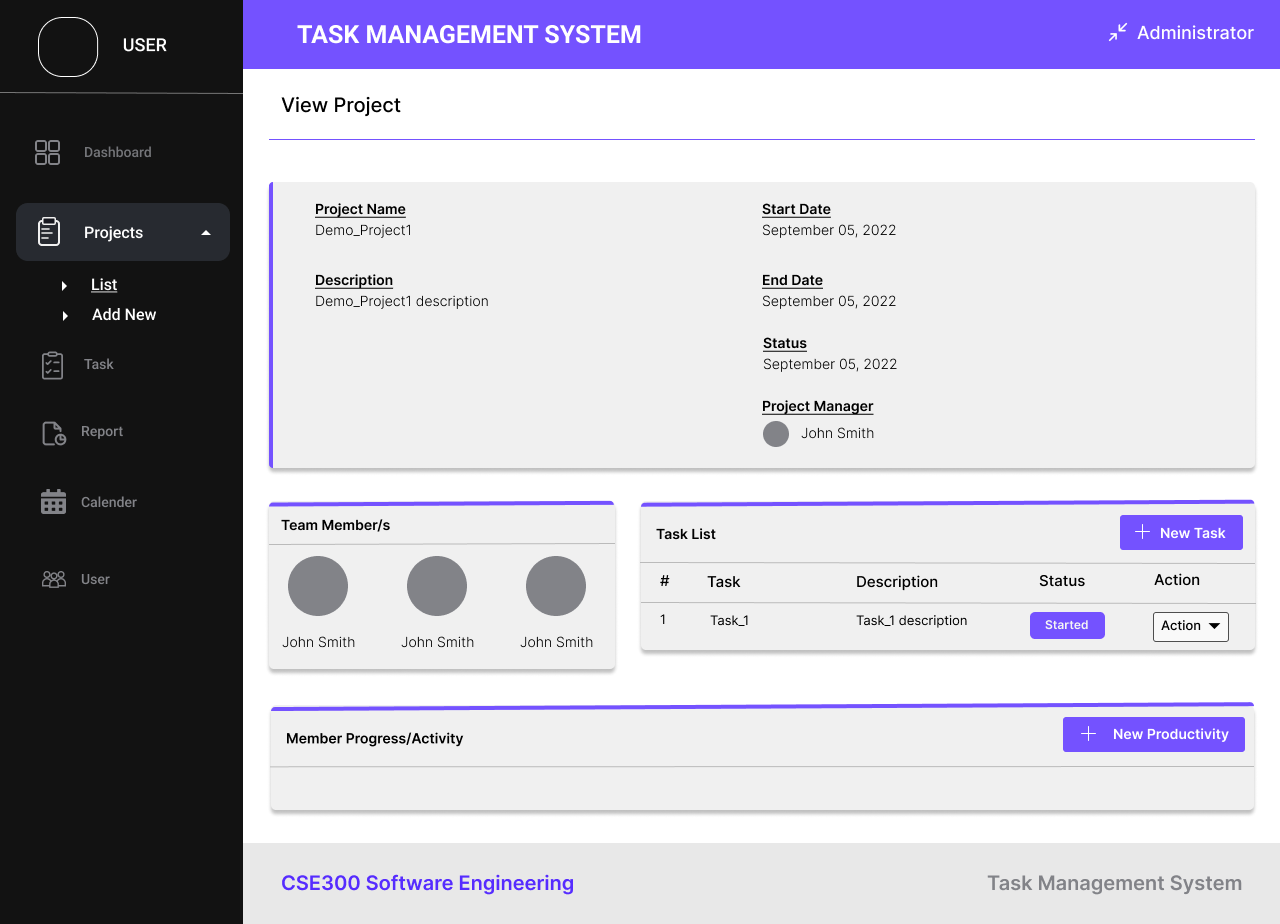 USER
TASK MANAGEMENT SYSTEM
Administrator
Dashboard
Projects
List
Add New
Task
Report
Calender
User
View Project
Project Name
Demo_Project1
Description
Demo_Project1 description
Start Date
September 05, 2022
End Date
September 05, 2022
Status
September 05, 2022
Project Manager
John Smith
Team Member/s
John Smith John Smith John Smith
Task List
New Task
# Task Description Status Action
1 Task_1 Task_1 description Started Action
Member Progress/Activity
New Productivity
CSE300 Software Engineering
Task Management System